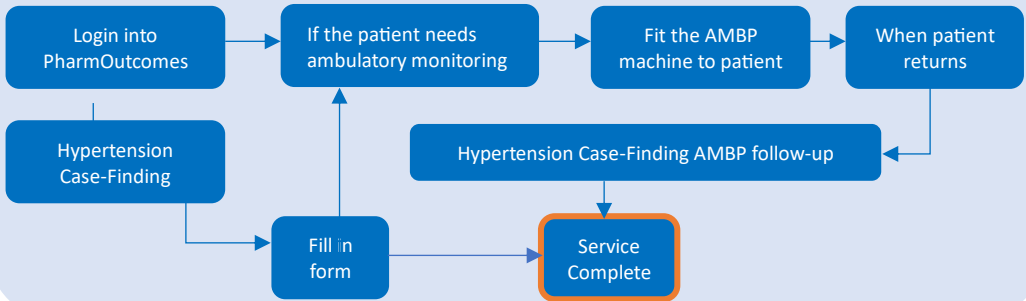 Login into
PharmOutcomes
If the patient needs
ambulatory monitoring
Fit the AMBP
machine to patient
When patient
returns
Hypertension
Case-Finding
Hypertension Case-Finding AMBP follow-up
Fill in
form
Service
Complete